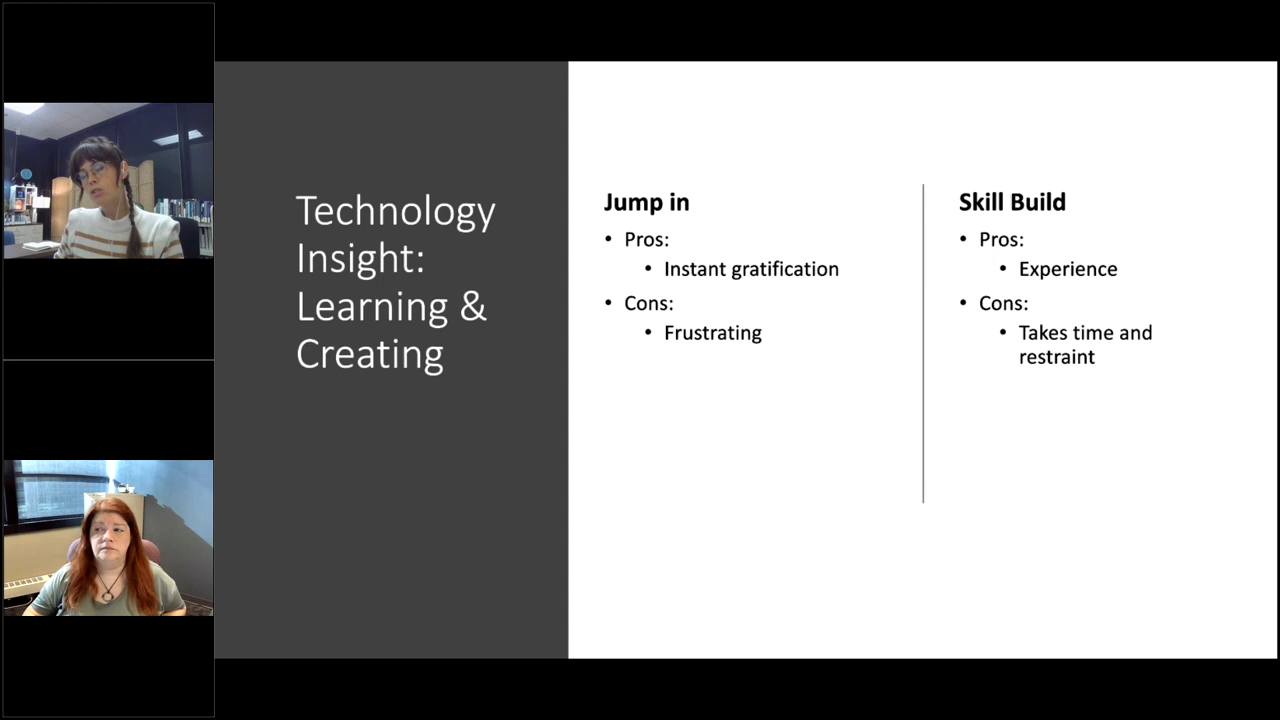 Technology
Insight:
Learning &
Creating
Jump in
• Pros:
• Instant gratification
• Cons:
• Frustrating
Skill Build
• Pros:
• Experience
• Cons:
• Takes time and
restraint